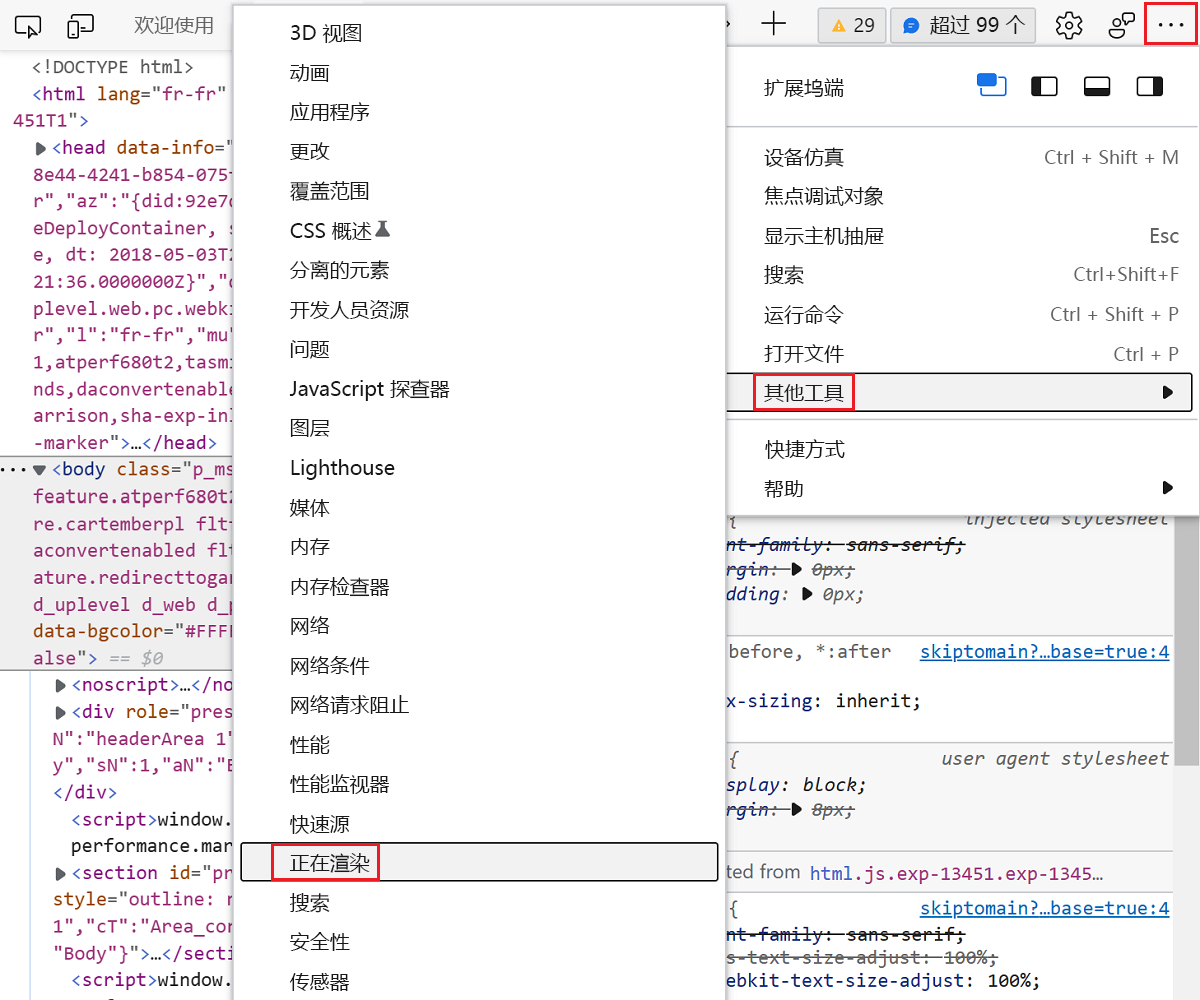 欢迎使用
29
超过 99 个
<!DOCTYPE html>
<html lang="fr-fr"
451T1">
<head data-info="
8e44-4241-b854-075
r","az":"{did:92e7
eDeployContainer, s
e, dt: 2018-05-03T
21:36.0000000Z}","
plevel.web.pc.webki
r","l":"fr-fr","mu"
1,atperf680t2,tasmi
nds,daconvertenable
arrison,sha-exp-inl
-marker">…</head>
<body class="p_ms
feature.atperf680t2
re.cartemberpl flt
aconvertenabled flt
ature.redirecttogar
d_uplevel d_web d_p
data-bgcolor="#FFFF
alse"> == $0
<noscript>…</no
<div role="pres
N":"headerArea 1"
y","sN":1,"aN":"E
</div>
<script>window.
performance.mar
<section id="pr
style="outline: n
1","cT":"Area_cor
"Body"}">…</secti
<script>window.
3D 视图
动画
应用程序
更改
覆盖范围
CSS 概述
分离的元素
开发人员资源
问题
JavaScript 探查器
图层
Lighthouse
媒体
内存
内存检查器
网络
网络条件
网络请求阻止
性能
性能监视器
快速源
正在渲染
搜索
安全性
传感器
扩展坞端
设备仿真 Ctrl + Shift + M
焦点调试对象
显示主机抽屉 Esc
搜索 Ctrl+Shift+F
运行命令 Ctrl + Shift + P
打开文件 Ctrl + P
其他工具
快捷方式
帮助
{ injected stylesheet
nt-family: sans-serif;
rgin: 0px;
dding: 0px;
before, *:after skiptomain?…base=true:4
x-sizing: inherit;
{ user agent stylesheet
splay: block;
rgin: 8px;
ted from html.js.exp-13451.exp-1345…
{ skiptomain?…base=true:4
nt-family: sans-serif;
s-text-size-adjust: 100%;
ebkit-text-size-adjust: 100%;